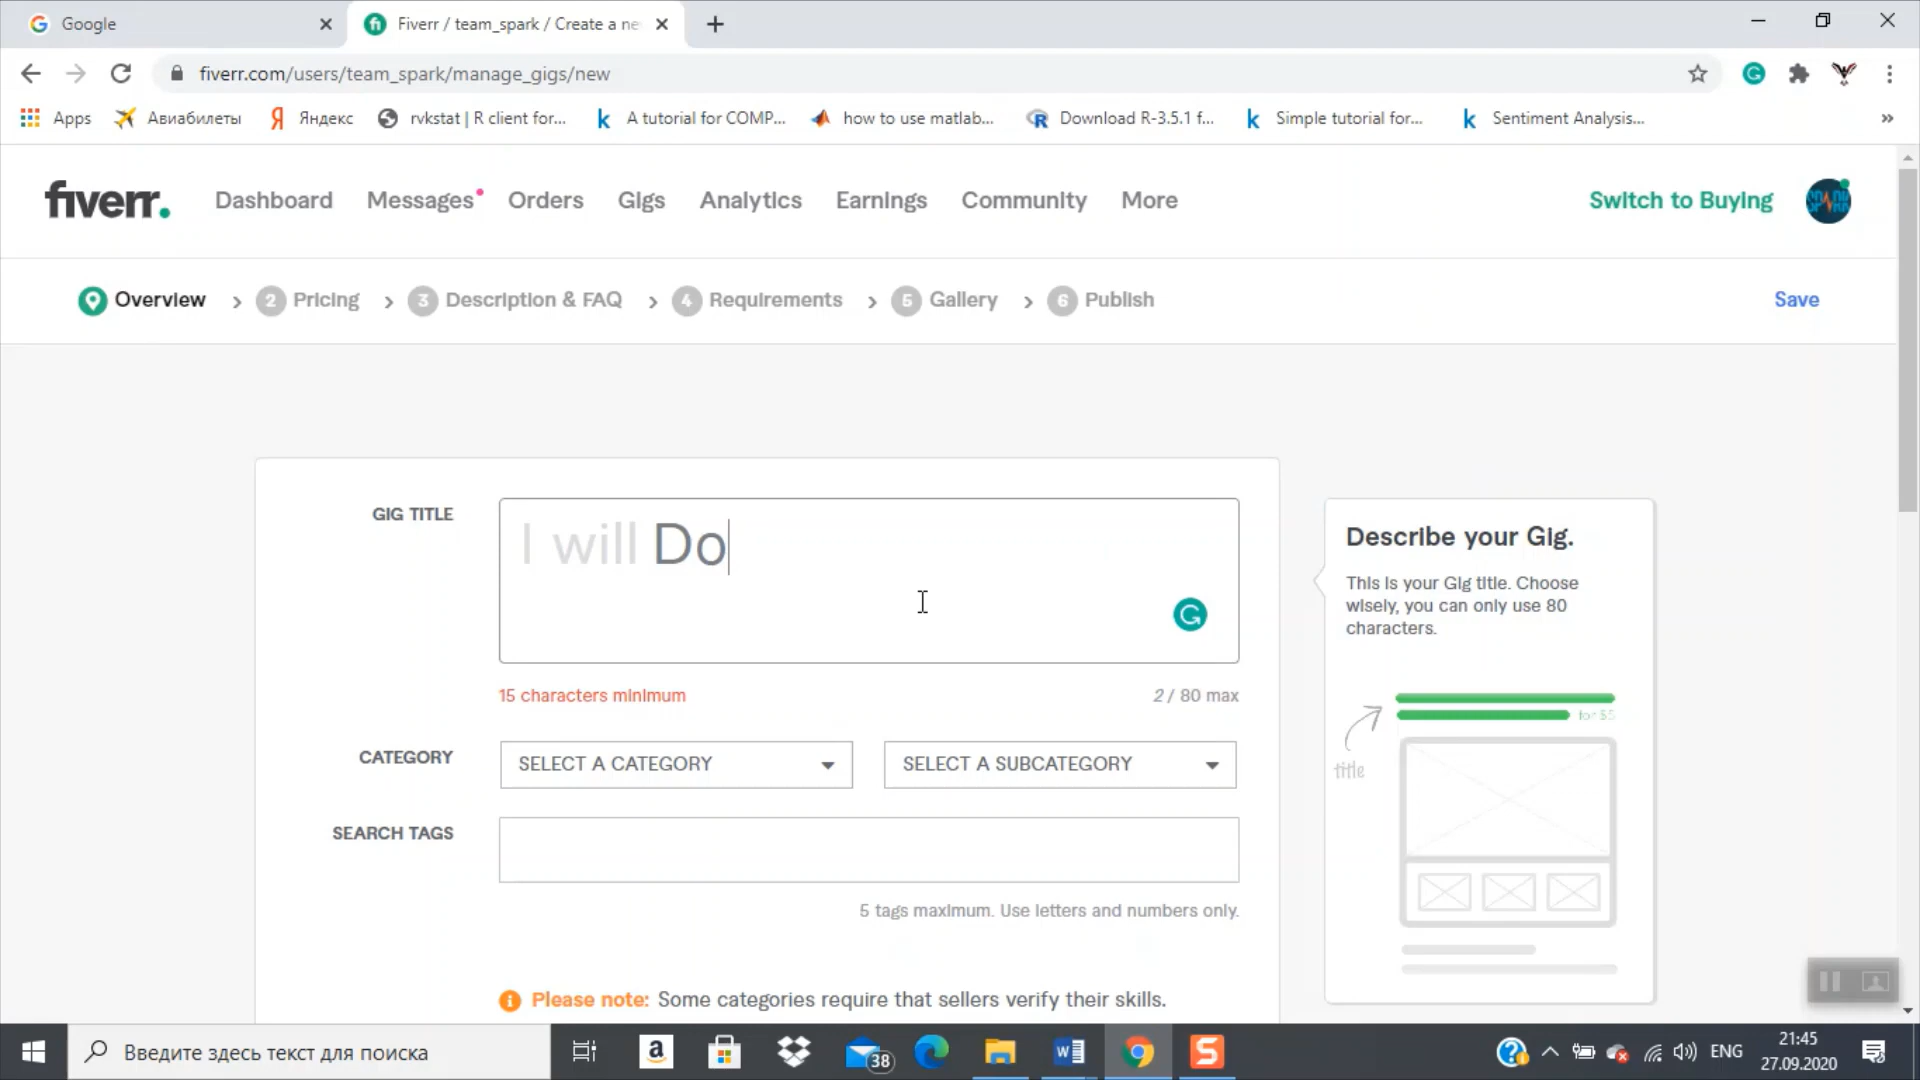 Google
Fiverr / team_spark / Create a ne
fiverr.com/users/team_spark/manage_gigs/new
Apps
Авиабилеты
Яндекс
rvkstat | R client for...
A tutorial for COMP...
how to use matlab...
Download R-3.5.1 f...
Simple tutorial for...
Sentiment Analysis...
»
fiverr.
Dashboard
Messages
Orders
Gigs
Analytics
Earnings
Community
More
Switch to Buying
Overview
2 Pricing
3 Description & FAQ
4 Requirements
5 Gallery
6 Publish
Save
GIG TITLE
I will Do
15 characters minimum
2 / 80 max
Describe your Gig.
This is your Gig title. Choose
wisely, you can only use 80
characters.
for $5
title
CATEGORY
SELECT A CATEGORY
SELECT A SUBCATEGORY
SEARCH TAGS
5 tags maximum. Use letters and numbers only.
Please note: Some categories require that sellers verify their skills.
Введите здесь текст для поиска
38
ENG
21:45
27.09.2020